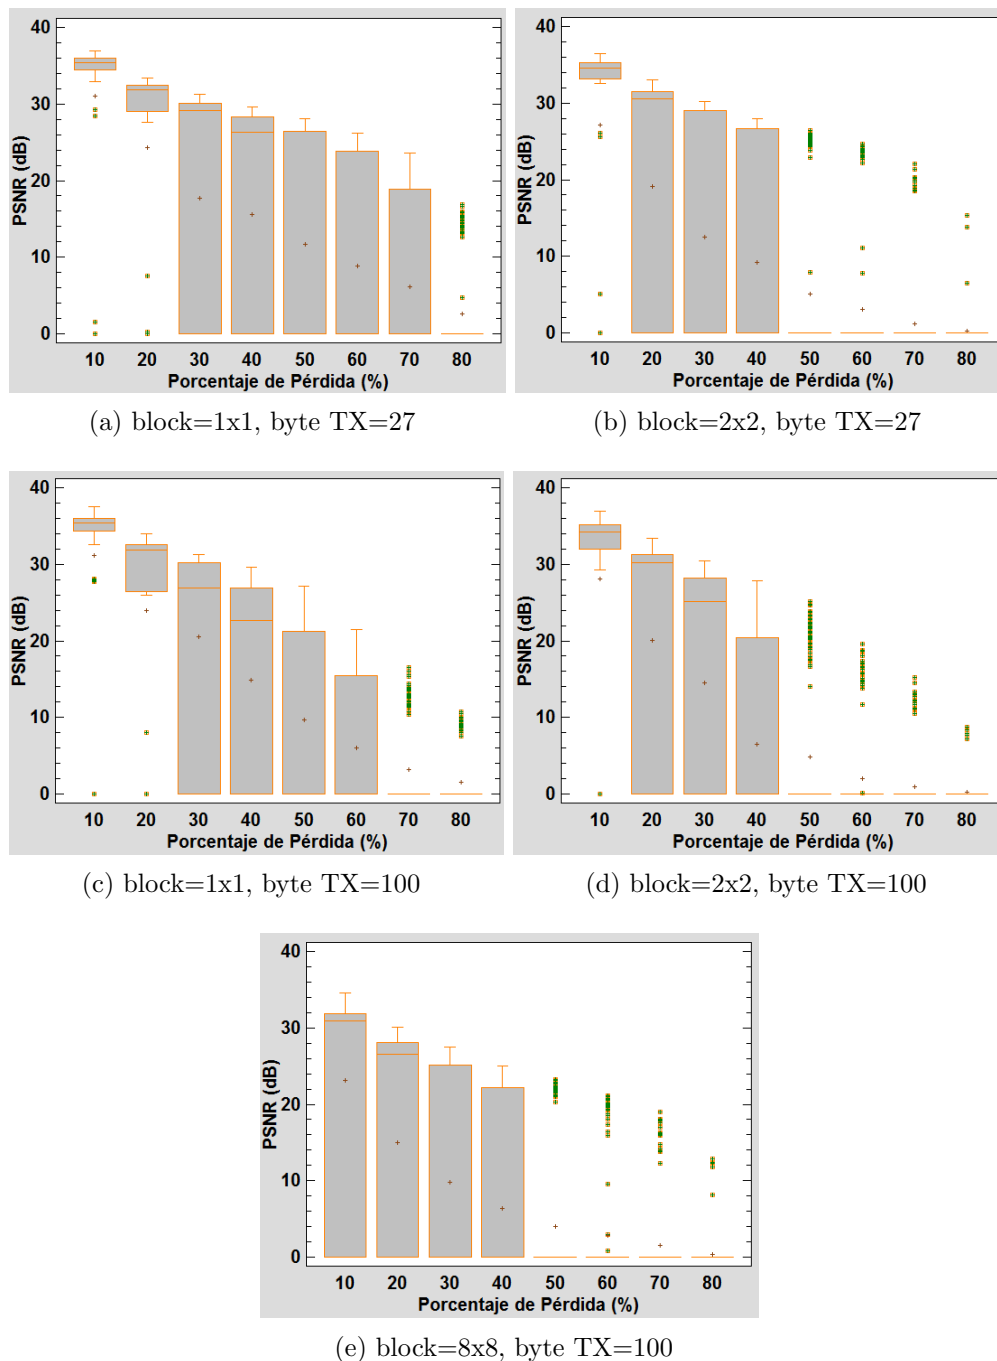 40
30
20
10
0
PSNR (dB)
10 20 30 40 50 60 70 80
Porcentaje de Pérdida (%)
(a) block=1x1, byte TX=27
40
30
20
10
0
PSNR (dB)
10 20 30 40 50 60 70 80
Porcentaje de Pérdida (%)
(b) block=2x2, byte TX=27
40
30
20
10
0
PSNR (dB)
10 20 30 40 50 60 70 80
Porcentaje de Pérdida (%)
(c) block=1x1, byte TX=100
40
30
20
10
0
PSNR (dB)
10 20 30 40 50 60 70 80
Porcentaje de Pérdida (%)
(d) block=2x2, byte TX=100
40
30
20
10
0
PSNR (dB)
10 20 30 40 50 60 70 80
Porcentaje de Pérdida (%)
(e) block=8x8, byte TX=100